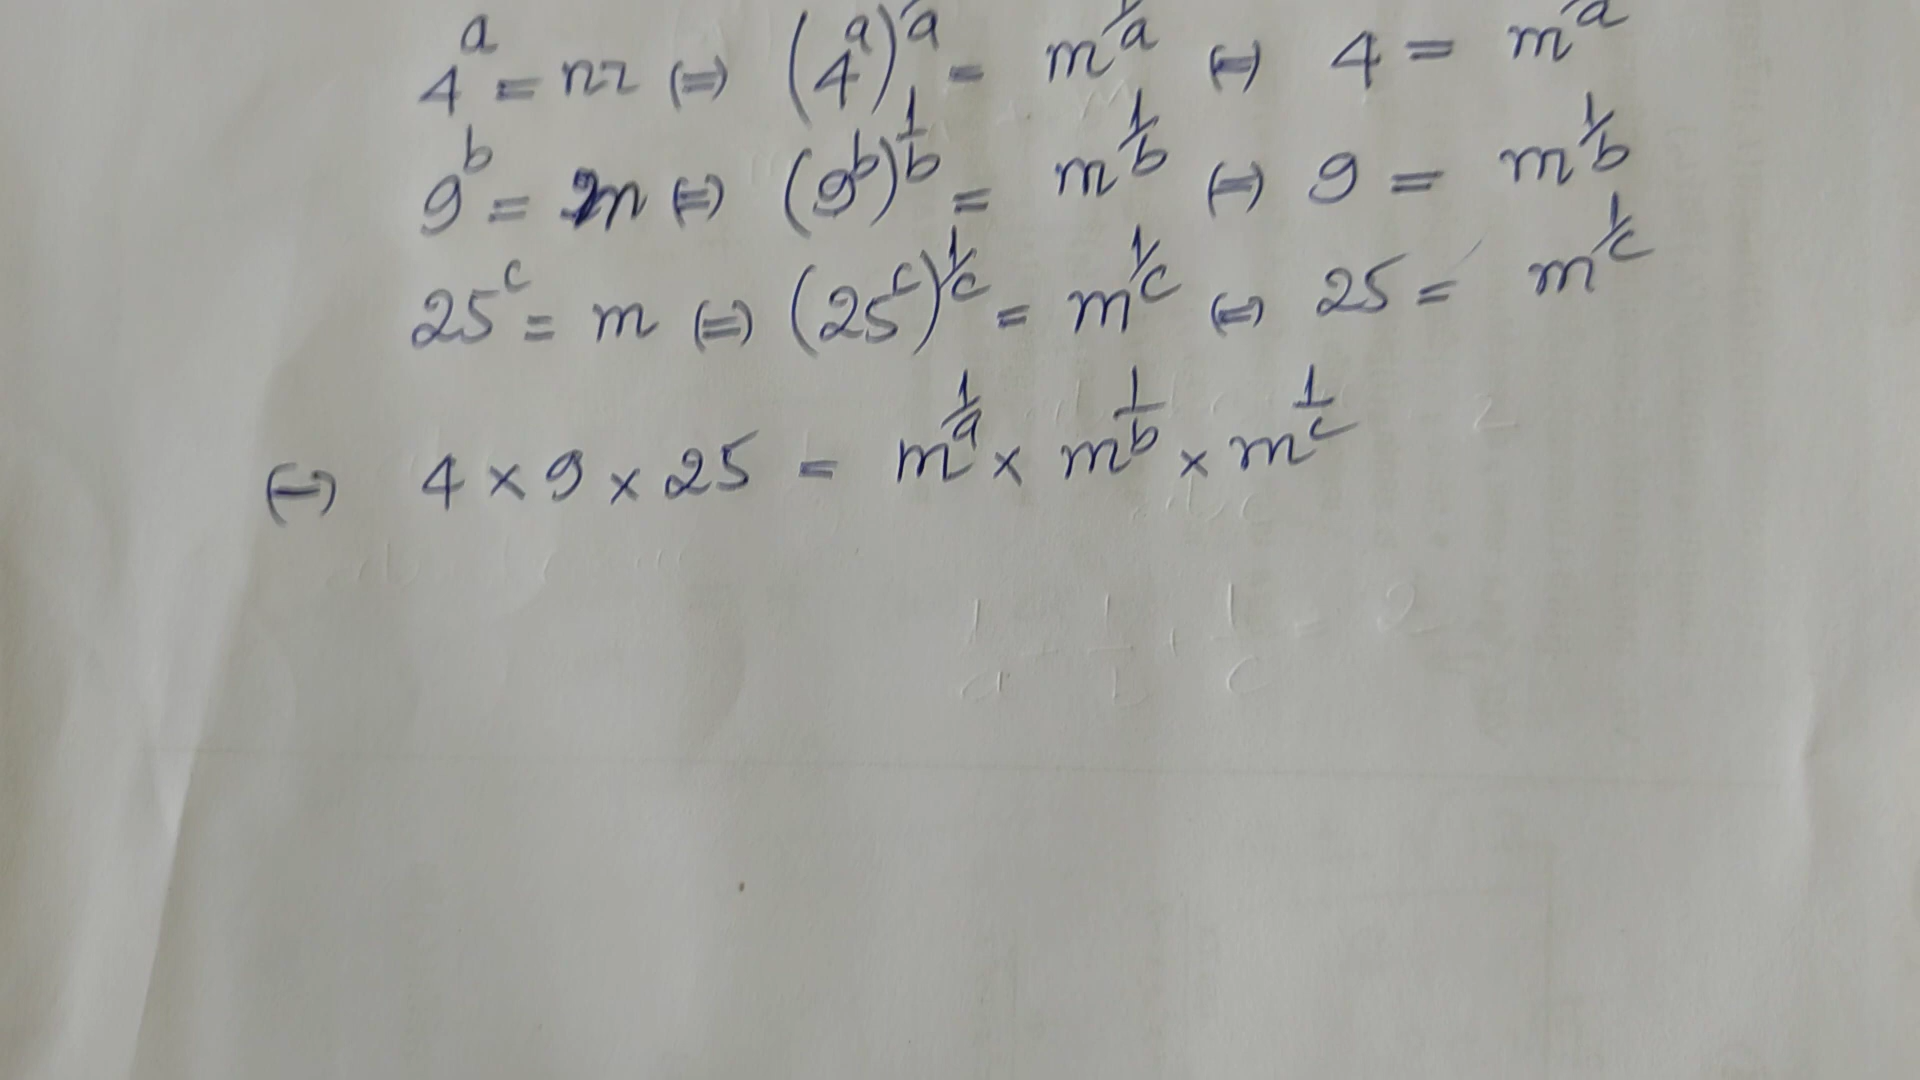 4^a = m (=) (4^a)^1/a = m^1/a (=) 4 = m^1/a
9^b = m (=) (9^b)^1/b = m^1/b (=) 9 = m^1/b
25^c = m (=) (25^c)^1/c = m^1/c (=) 25 = m^1/c
(=) 4 × 9 × 25 = m^1/a × m^1/b × m^1/c